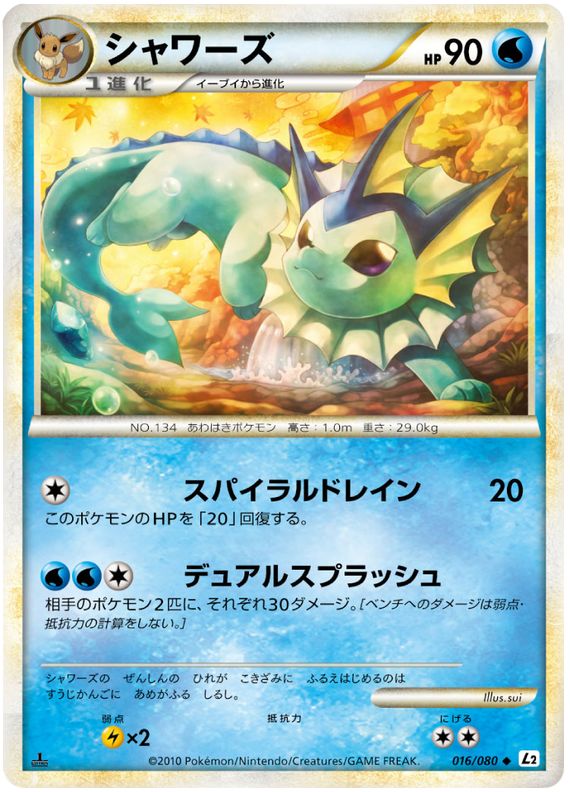 シャワーズ HP90
1進化 イーブイから進化
NO.134 あわはきポケモン 高さ：1.0m 重さ：29.0kg
スパイラルドレイン 20
このポケモンのHPを「20」回復する。
デュアルスプラッシュ
相手のポケモン2匹に、それぞれ30ダメージ。[ベンチへのダメージは弱点・
抵抗力の計算をしない。]
シャワーズの ぜんしんの ひれが こきざみに ふるえはじめるのは
すうじかんごに あめがふる しるし。
Illus.sui
弱点 抵抗力 にげる
×2
©2010 Pokémon/Nintendo/Creatures/GAME FREAK.
016/080 ◆ L2